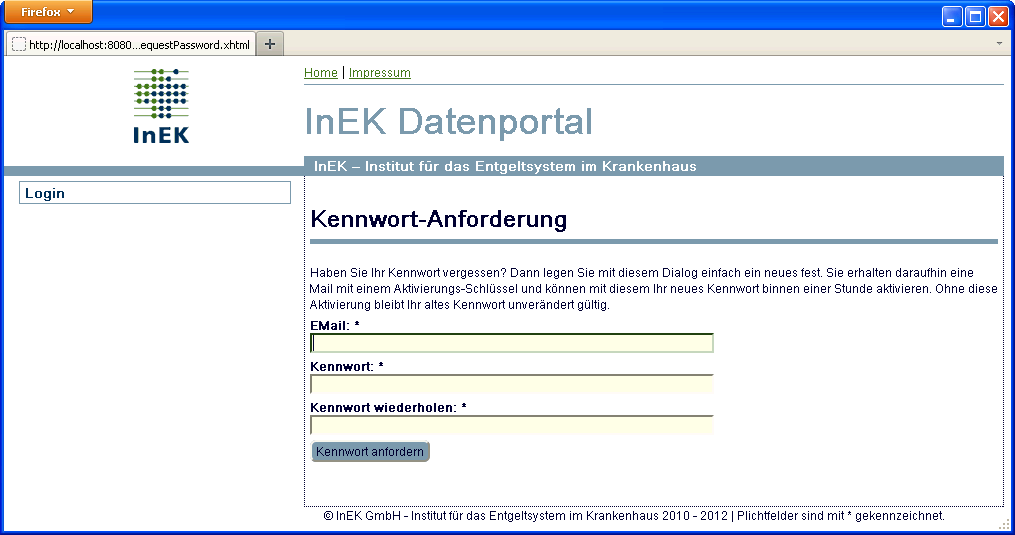 Firefox
http://localhost:8080...equestPassword.xhtml
InEK
Home | Impressum
InEK Datenportal
InEK – Institut für das Entgeltsystem im Krankenhaus
Login
Kennwort-Anforderung
Haben Sie Ihr Kennwort vergessen? Dann legen Sie mit diesem Dialog einfach ein neues fest. Sie erhalten daraufhin eine
Mail mit einem Aktivierungs-Schlüssel und können mit diesem Ihr neues Kennwort binnen einer Stunde aktivieren. Ohne diese
Aktivierung bleibt Ihr altes Kennwort unverändert gültig.
EMail: *
Kennwort: *
Kennwort wiederholen: *
Kennwort anfordern
© InEK GmbH - Institut für das Entgeltsystem im Krankenhaus 2010 - 2012 | Plichtfelder sind mit * gekennzeichnet.